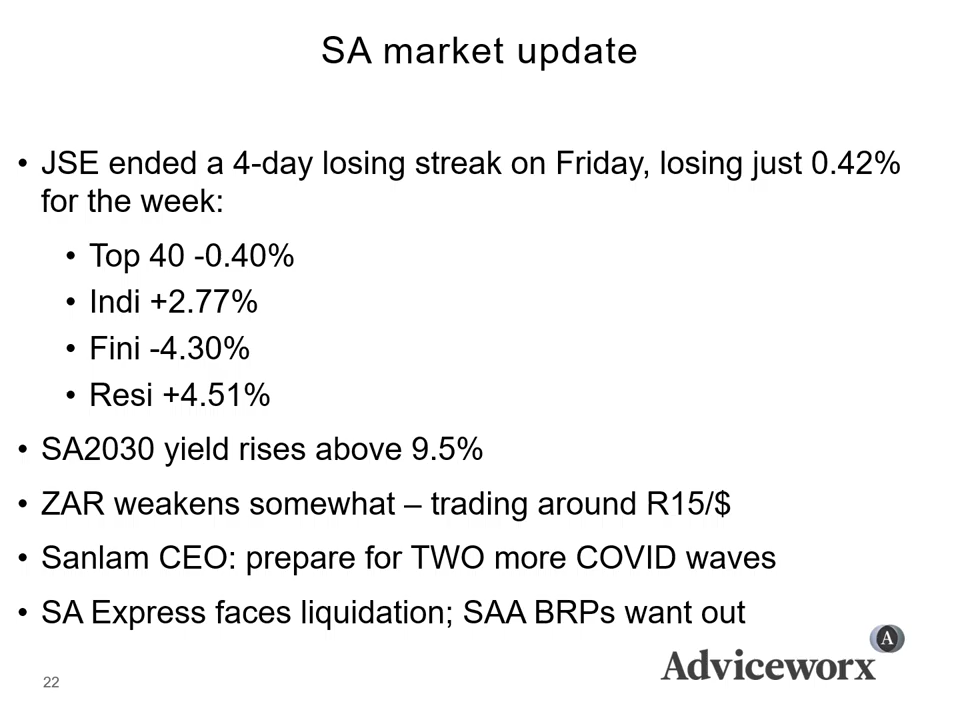 SA market update
• JSE ended a 4-day losing streak on Friday, losing just 0.42%
for the week:
• Top 40 -0.40%
• Indi +2.77%
• Fini -4.30%
• Resi +4.51%
• SA2030 yield rises above 9.5%
• ZAR weakens somewhat – trading around R15/$
• Sanlam CEO: prepare for TWO more COVID waves
• SA Express faces liquidation; SAA BRPs want out
A
Adviceworx
22